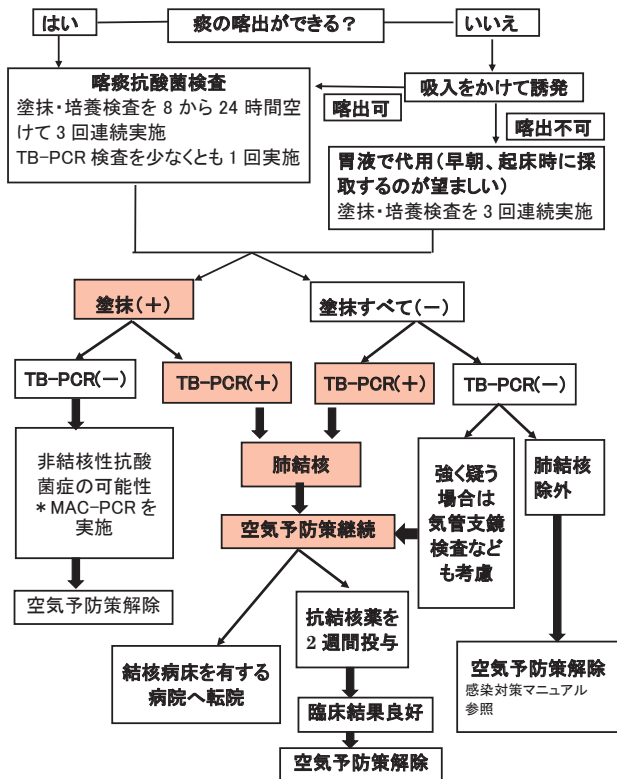 はい
痰の喀出ができる？
いいえ
喀痰抗酸菌検査
塗抹・培養検査を 8 から 24 時間空
けて 3 回連続実施
TB-PCR 検査を少なくとも 1 回実施
吸入をかけて誘発
喀出可
喀出不可
胃液で代用（早朝、起床時に採
取するのが望ましい）
塗抹・培養検査を 3 回連続実施
塗抹（＋）
塗抹すべて（－）
TB-PCR(－)
TB-PCR(＋)
TB-PCR(＋)
TB-PCR(－)
非結核性抗酸
菌症の可能性
＊MAC-PCR を
実施
肺結核
強く疑う
場合は
気管支鏡
検査など
も考慮
肺結核
除外
空気予防策継続
空気予防策解除
抗結核薬を
2 週間投与
結核病床を有する
病院へ転院
臨床結果良好
空気予防策解除
空気予防策解除
感染対策マニュアル
参照